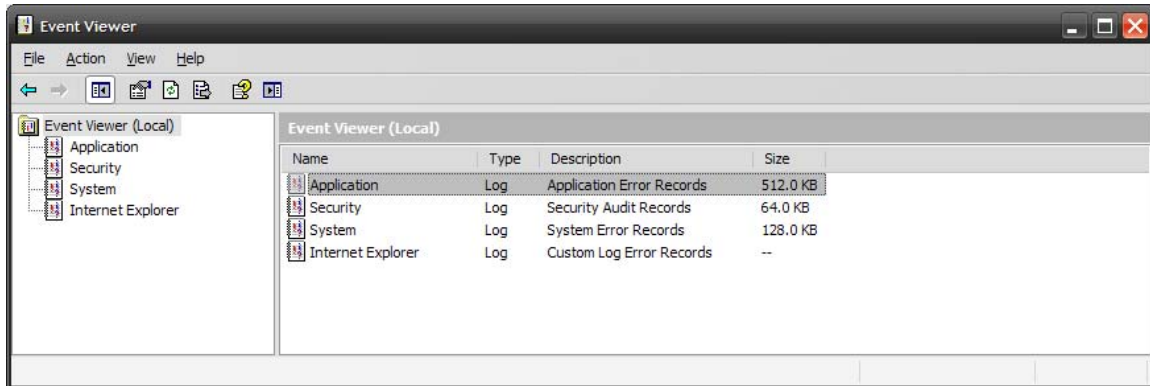 Event Viewer
File Action View Help
Event Viewer (Local)
Application
Security
System
Internet Explorer
Event Viewer (Local)
Name Type Description Size
Application Log Application Error Records 512.0 KB
Security Log Security Audit Records 64.0 KB
System Log System Error Records 128.0 KB
Internet Explorer Log Custom Log Error Records --